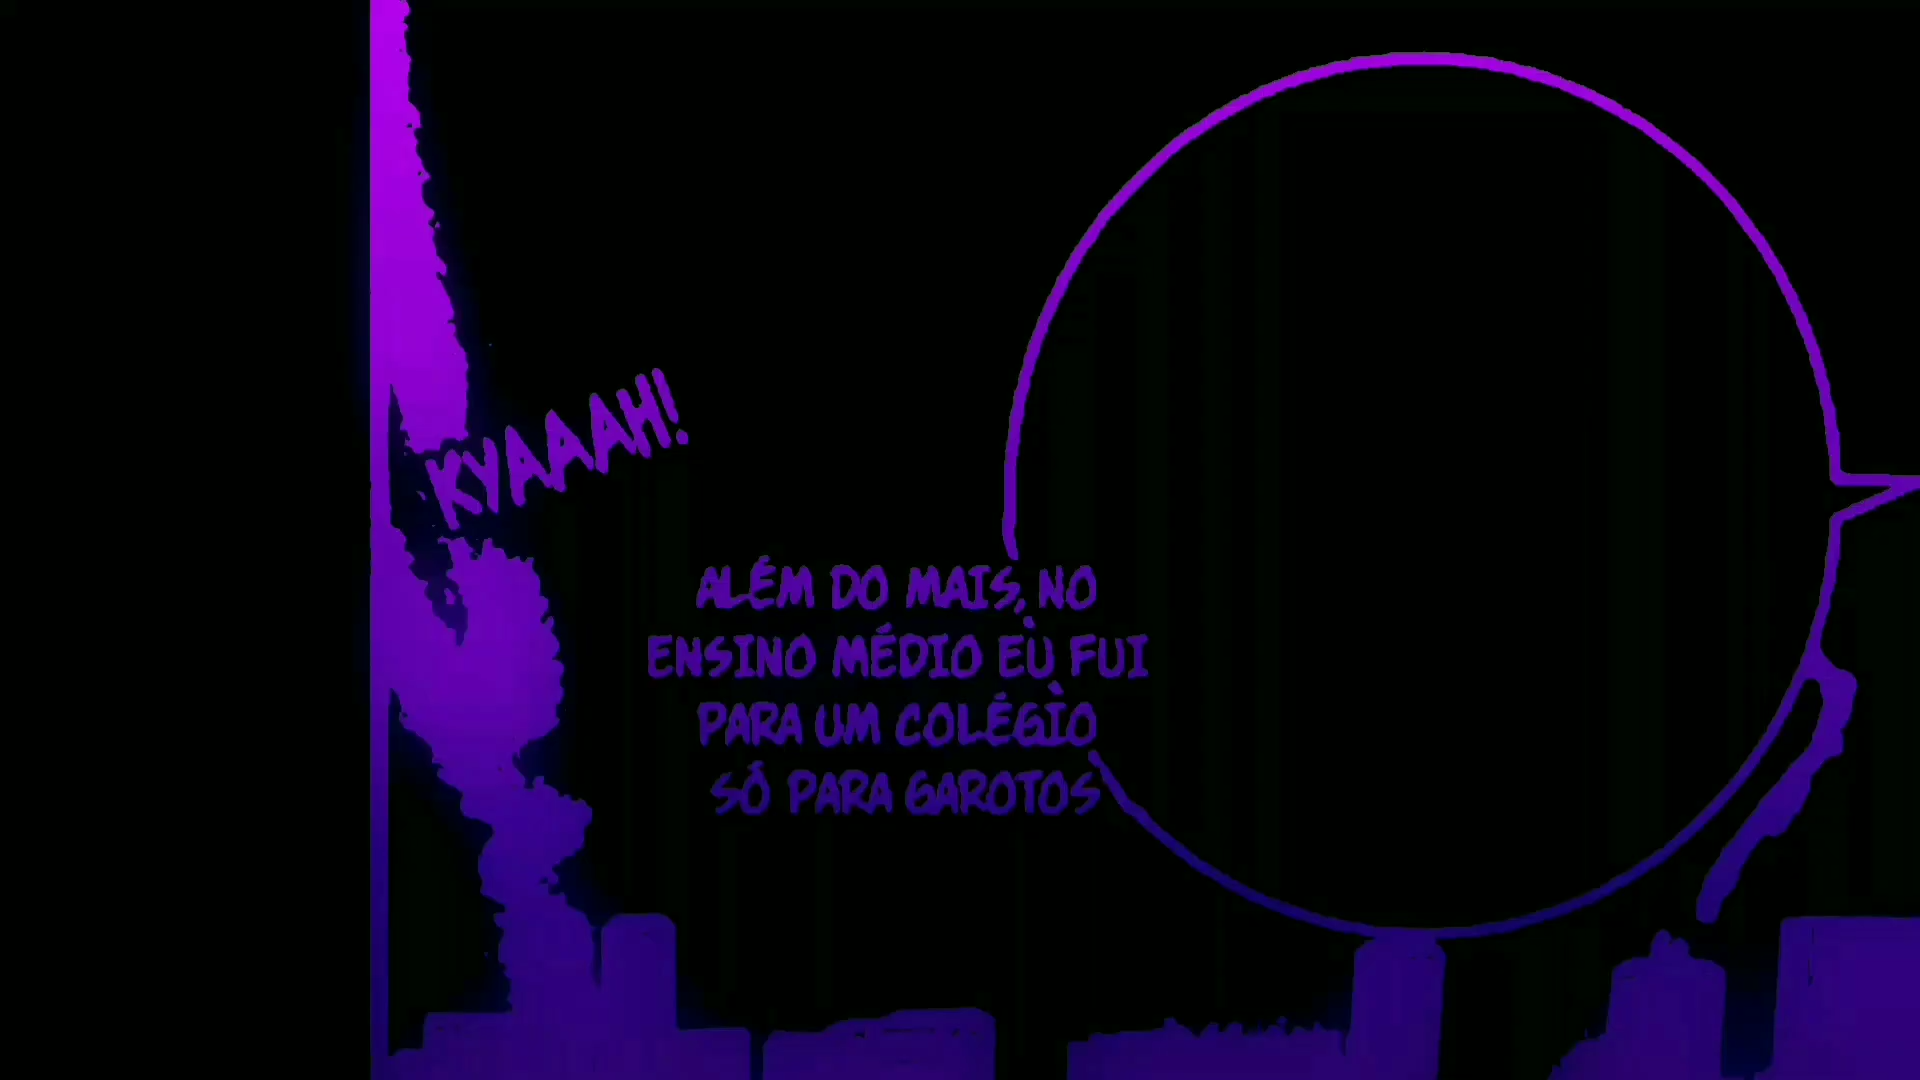 KYAAAH!
ALÉM DO MAIS, NO
ENSINO MÉDIO EU FUI
PARA UM COLÉGIO
SÓ PARA GAROTOS